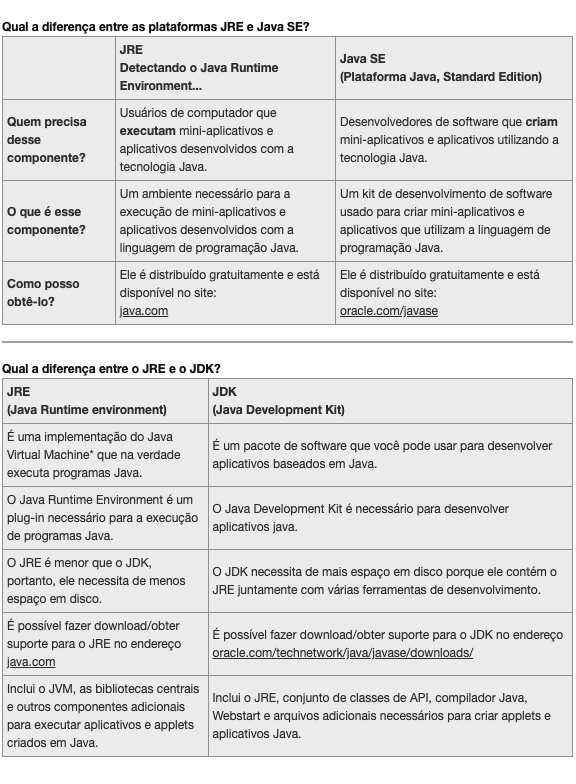 Qual a diferença entre as plataformas JRE e Java SE?
JRE
Detectando o Java Runtime
Environment...
Java SE
(Plataforma Java, Standard Edition)
Quem precisa
desse
componente?
Usuários de computador que
executam mini-aplicativos e
aplicativos desenvolvidos com a
tecnologia Java.
Desenvolvedores de software que criam
mini-aplicativos e aplicativos utilizando a
tecnologia Java.
O que é esse
componente?
Um ambiente necessário para a
execução de mini-aplicativos e
aplicativos desenvolvidos com a
linguagem de programação Java.
Um kit de desenvolvimento de software
usado para criar mini-aplicativos e
aplicativos que utilizam a linguagem de
programação Java.
Como posso
obtê-lo?
Ele é distribuído gratuitamente e está
disponível no site:
java.com
Ele é distribuído gratuitamente e está
disponível no site:
oracle.com/javase
Qual a diferença entre o JRE e o JDK?
JRE
(Java Runtime environment)
JDK
(Java Development Kit)
É uma implementação do Java
Virtual Machine* que na verdade
executa programas Java.
É um pacote de software que você pode usar para desenvolver
aplicativos baseados em Java.
O Java Runtime Environment é um
plug-in necessário para a execução
de programas Java.
O Java Development Kit é necessário para desenvolver
aplicativos java.
O JRE é menor que o JDK,
portanto, ele necessita de menos
espaço em disco.
O JDK necessita de mais espaço em disco porque ele contém o
JRE juntamente com várias ferramentas de desenvolvimento.
É possível fazer download/obter
suporte para o JRE no endereço
java.com
É possível fazer download/obter suporte para o JDK no endereço
oracle.com/technetwork/java/javase/downloads/
Inclui o JVM, as bibliotecas centrais
e outros componentes adicionais
para executar aplicativos e applets
criados em Java.
Inclui o JRE, conjunto de classes de API, compilador Java,
Webstart e arquivos adicionais necessários para criar applets e
aplicativos Java.